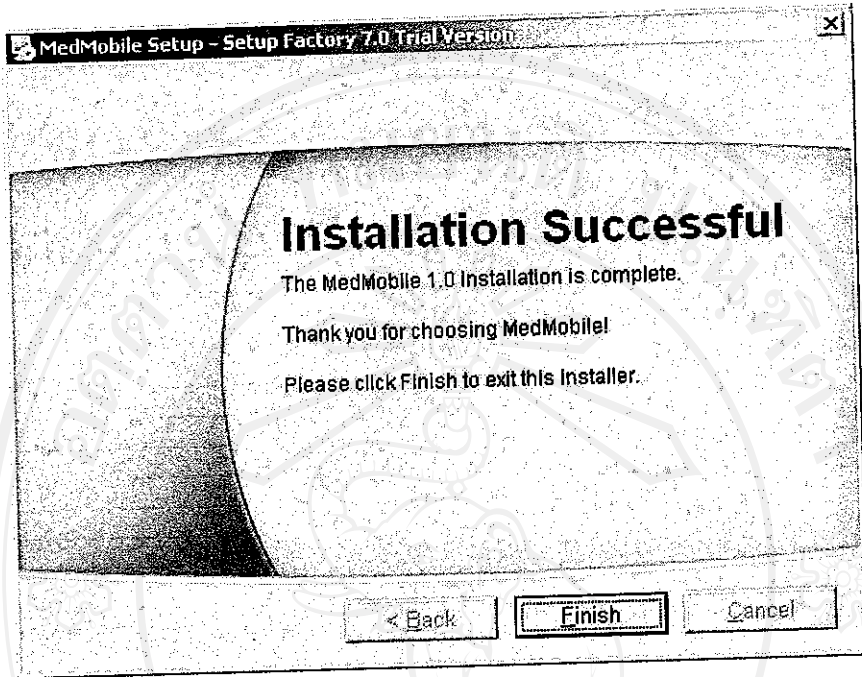 MedMobile Setup - Setup Factory 7.0 Trial Version
Installation Successful
The MedMobile 1.0 installation is complete.
Thank you for choosing MedMobile!
Please click Finish to exit this installer.
< Back
Finish
Cancel